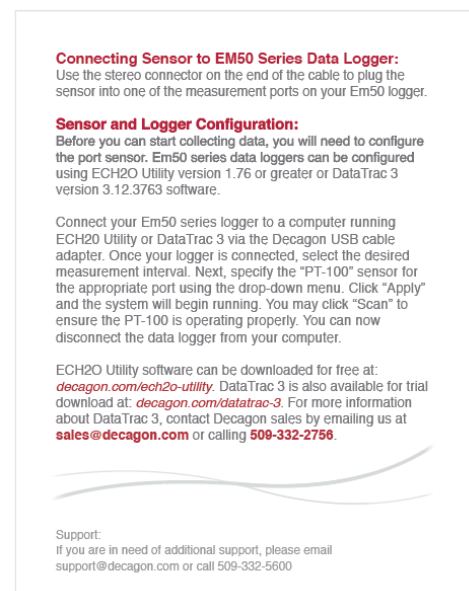 Connecting Sensor to EM50 Series Data Logger:
Use the stereo connector on the end of the cable to plug the
sensor into one of the measurement ports on your Em50 logger.
Sensor and Logger Configuration:
Before you can start collecting data, you will need to configure
the port sensor. Em50 series data loggers can be configured
using ECH2O Utility version 1.76 or greater or DataTrac 3
version 3.12.3763 software.
Connect your Em50 series logger to a computer running
ECH20 Utility or DataTrac 3 via the Decagon USB cable
adapter. Once your logger is connected, select the desired
measurement interval. Next, specify the “PT-100” sensor for
the appropriate port using the drop-down menu. Click “Apply”
and the system will begin running. You may click “Scan” to
ensure the PT-100 is operating properly. You can now
disconnect the data logger from your computer.
ECH2O Utility software can be downloaded for free at:
decagon.com/ech2o-utility. DataTrac 3 is also available for trial
download at: decagon.com/datatrac-3. For more information
about DataTrac 3, contact Decagon sales by emailing us at
sales@decagon.com or calling 509-332-2756.
Support:
If you are in need of additional support, please email
support@decagon.com or call 509-332-5600